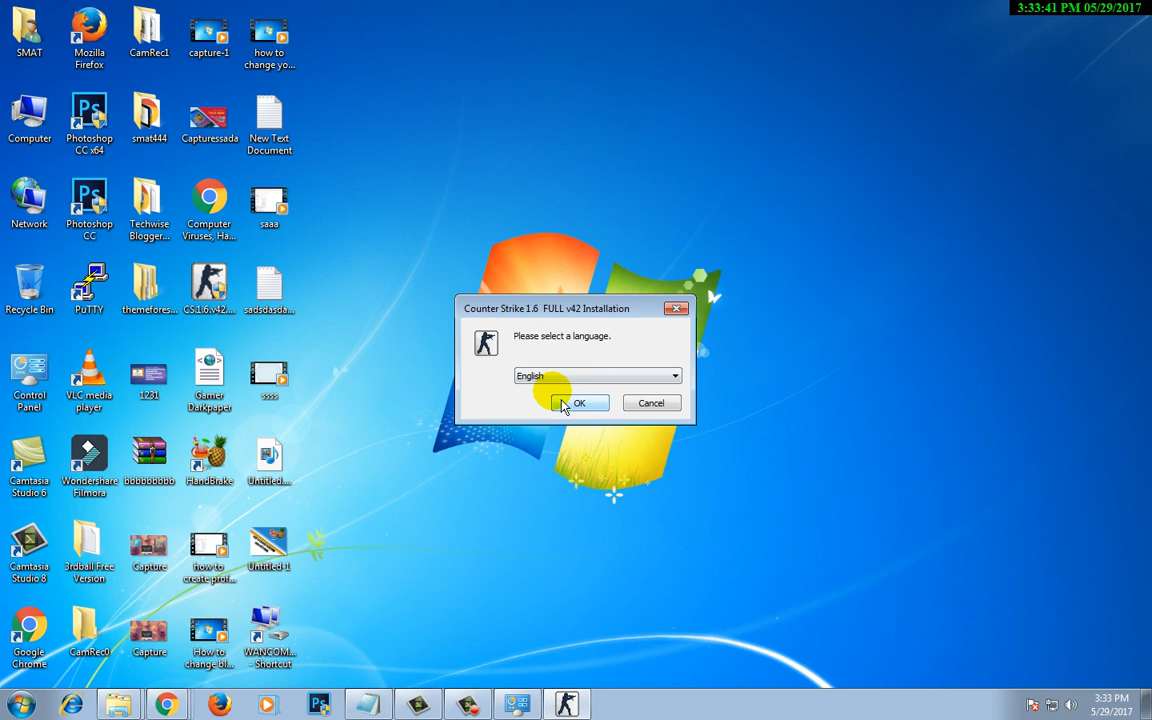 3:33:41 PM 05/29/2017
SMAT
Mozilla
Firefox
CamRec1
capture-1
how to
change yo...
Computer
Photoshop
CC x64
smat444
Capturessada
New Text
Document
Network
Photoshop
CC
Techwise
Blogger...
Computer
Viruses, Ha...
saaa
Recycle Bin
PuTTY
themefores...
CS.1.6.v42....
sadsdasda...
Control
Panel
VLC media
player
1231
Gamer
Darkpaper
ssss
Camtasia
Studio 6
Wondershare
Filmora
bbbbbbbbb
HandBrake
Untitled....
Camtasia
Studio 8
3rdball Free
Version
Capture
how to
create prof...
Untitled-1
Google
Chrome
CamRec0
Capture
How to
change bl...
WANCOM...
- Shortcut
Counter Strike 1.6 FULL v42 Installation
Please select a language.
English
OK
Cancel
3:33 PM
5/29/2017